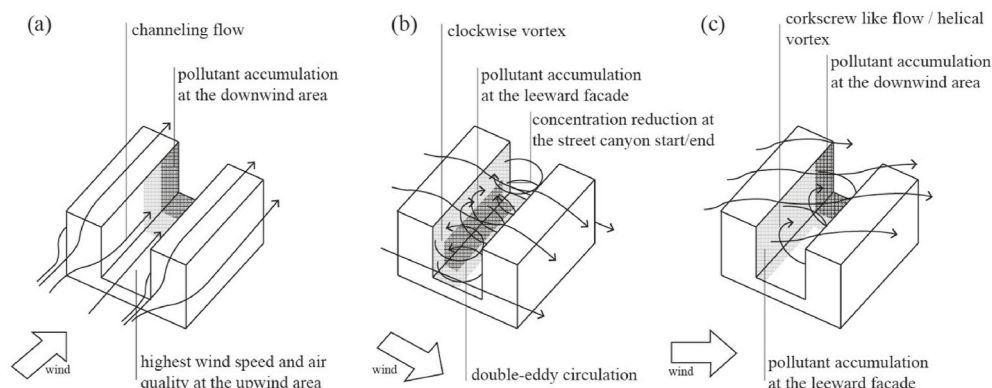 (a)
channeling flow
pollutant accumulation
at the downwind area
wind
highest wind speed and air
quality at the upwind area
(b)
clockwise vortex
pollutant accumulation
at the leeward facade
concentration reduction at
the street canyon start/end
wind
double-eddy circulation
(c)
corkscrew like flow / helical
vortex
pollutant accumulation
at the downwind area
wind
pollutant accumulation
at the leeward facade